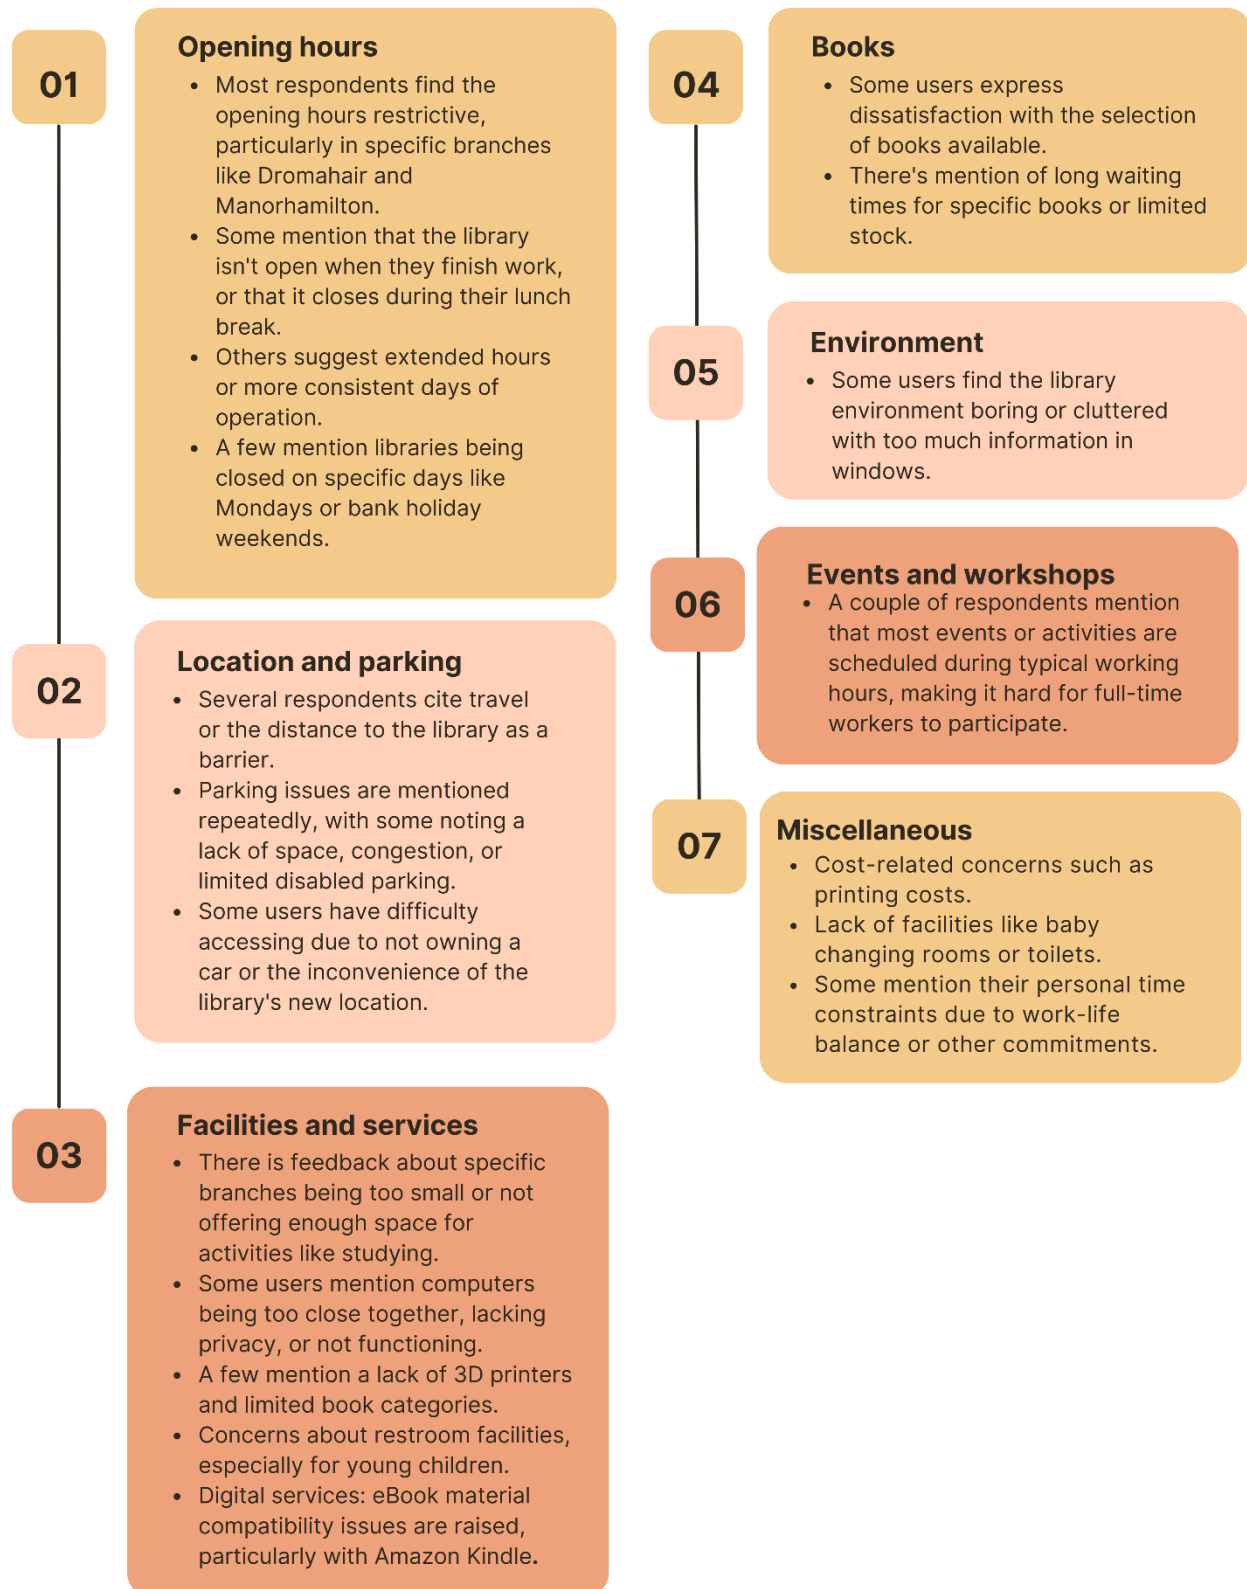 01
Opening hours
• Most respondents find the
opening hours restrictive,
particularly in specific branches
like Dromahair and
Manorhamilton.
• Some mention that the library
isn't open when they finish work,
or that it closes during their lunch
break.
• Others suggest extended hours
or more consistent days of
operation.
• A few mention libraries being
closed on specific days like
Mondays or bank holiday
weekends.
02
Location and parking
• Several respondents cite travel
or the distance to the library as a
barrier.
• Parking issues are mentioned
repeatedly, with some noting a
lack of space, congestion, or
limited disabled parking.
• Some users have difficulty
accessing due to not owning a
car or the inconvenience of the
library's new location.
03
Facilities and services
• There is feedback about specific
branches being too small or not
offering enough space for
activities like studying.
• Some users mention computers
being too close together, lacking
privacy, or not functioning.
• A few mention a lack of 3D printers
and limited book categories.
• Concerns about restroom facilities,
especially for young children.
• Digital services: eBook material
compatibility issues are raised,
particularly with Amazon Kindle.
04
Books
• Some users express
dissatisfaction with the selection
of books available.
• There's mention of long waiting
times for specific books or limited
stock.
05
Environment
• Some users find the library
environment boring or cluttered
with too much information in
windows.
06
Events and workshops
• A couple of respondents mention
that most events or activities are
scheduled during typical working
hours, making it hard for full-time
workers to participate.
07
Miscellaneous
• Cost-related concerns such as
printing costs.
• Lack of facilities like baby
changing rooms or toilets.
• Some mention their personal time
constraints due to work-life
balance or other commitments.